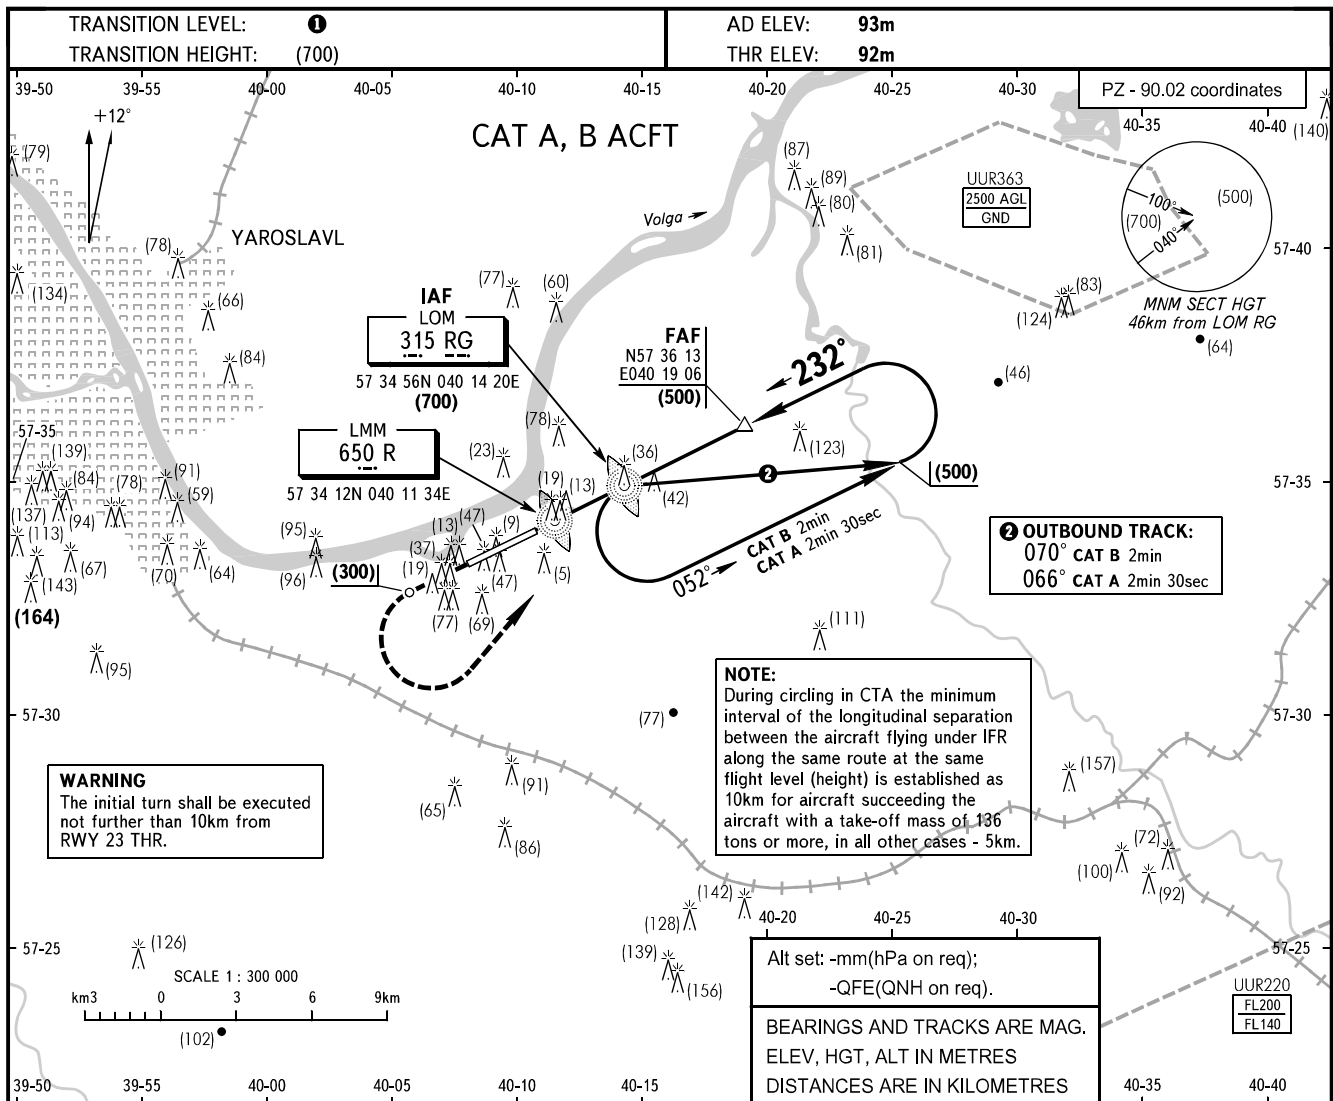 TRANSITION LEVEL: ❶
TRANSITION HEIGHT: (700)
AD ELEV: 93m
THR ELEV: 92m
39-50 39-55 40-00 40-05 40-10 40-15 40-20 40-25 40-30
PZ - 90.02 coordinates
40-35 40-40
(140)
+12°
CAT A, B ACFT
(79)
(87)
(89)
(80)
(81)
UUR363
2500 AGL
GND
100°
(500)
(700)
040°
57-40
MNM SECT HGT
46km from LOM RG
Volga
YAROSLAVL
(78)
(134)
(66)
(84)
(77)
(60)
(83)
(124)
(64)
(46)
IAF
LOM
315 RG
57 34 56N 040 14 20E
(700)
FAF
N57 36 13
E040 19 06
(500)
232°
LMM
650 R
57 34 12N 040 11 34E
(78)
(23)
(36)
(123)
57-35
(139)
(84)
(78)
(91)
(59)
(19)
(13)
(42)
❷
(500)
57-35
(137)
(94)
(113)
(67)
(143)
(164)
(70)
(64)
(95)
(96)
(13)
(47)
(9)
(37)
(19)
(47)
(5)
(300)
(77)
(69)
CAT B 2min
CAT A 2min 30sec
052°
❷ OUTBOUND TRACK:
070° CAT B 2min
066° CAT A 2min 30sec
(95)
(111)
57-30
(77)
57-30
NOTE:
During circling in CTA the minimum
interval of the longitudinal separation
between the aircraft flying under IFR
along the same route at the same
flight level (height) is established as
10km for aircraft succeeding the
aircraft with a take-off mass of 136
tons or more, in all other cases - 5km.
WARNING
The initial turn shall be executed
not further than 10km from
RWY 23 THR.
(91)
(65)
(86)
(157)
(72)
(100)
(92)
(142)
(128)
(139)
(156)
40-20 40-25 40-30
57-25
(126)
57-25
SCALE 1 : 300 000
km3 0 3 6 9km
(102)
Alt set: -mm(hPa on req);
-QFE(QNH on req).
BEARINGS AND TRACKS ARE MAG.
ELEV, HGT, ALT IN METRES
DISTANCES ARE IN KILOMETRES
UUR220
FL200
FL140
39-50 39-55 40-00 40-05 40-10 40-15 40-35 40-40